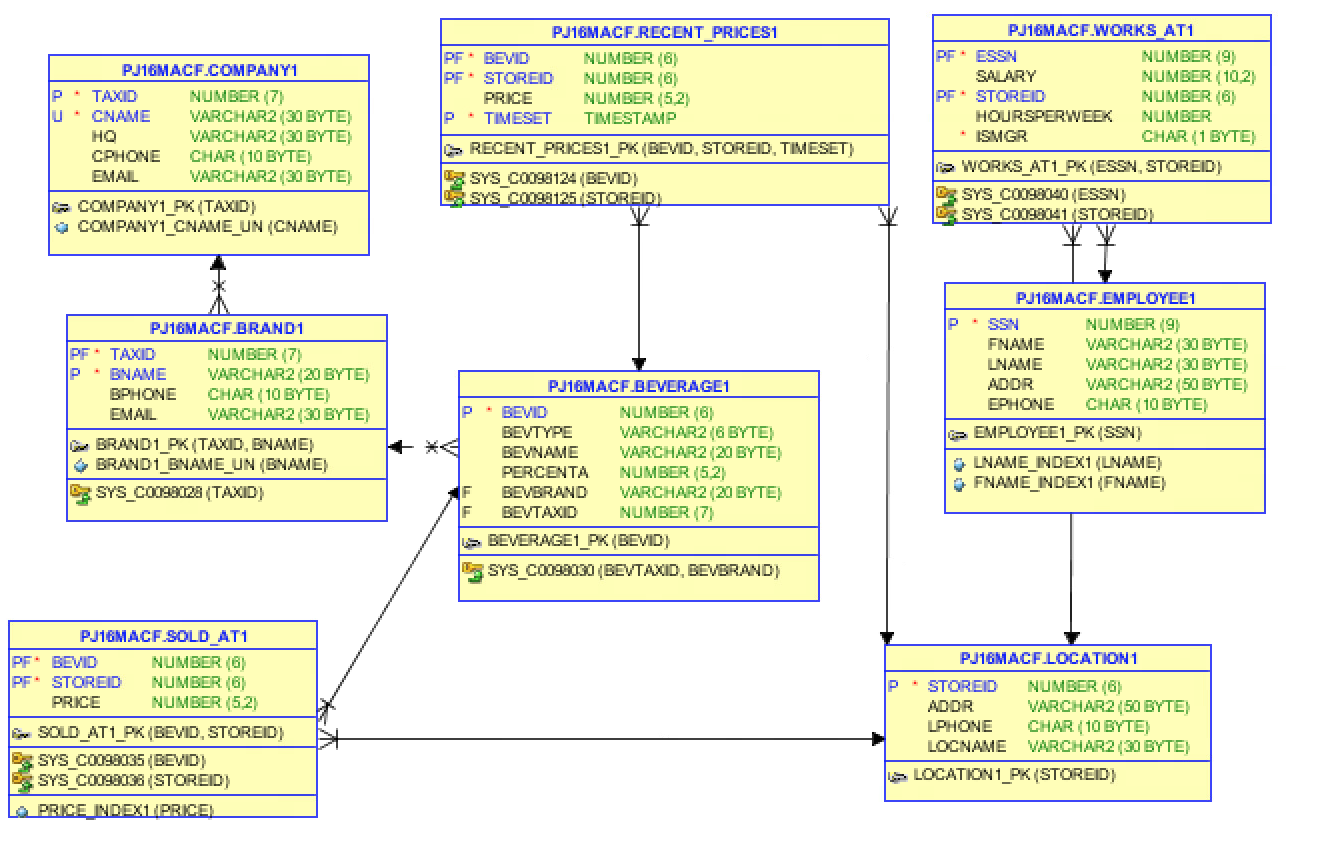 PJ16MACF.COMPANY1
P * TAXID NUMBER (7)
U * CNAME VARCHAR2 (30 BYTE)
HQ VARCHAR2 (30 BYTE)
CPHONE CHAR (10 BYTE)
EMAIL VARCHAR2 (30 BYTE)
COMPANY1_PK (TAXID)
COMPANY1_CNAME_UN (CNAME)
PJ16MACF.RECENT_PRICES1
PF * BEVID NUMBER (6)
PF * STOREID NUMBER (6)
PRICE NUMBER (5,2)
P * TIMESET TIMESTAMP
RECENT_PRICES1_PK (BEVID, STOREID, TIMESET)
SYS_C0098124 (BEVID)
SYS_C0098125 (STOREID)
PJ16MACF.WORKS_AT1
PF * ESSN NUMBER (9)
SALARY NUMBER (10,2)
PF * STOREID NUMBER (6)
HOURSPERWEEK NUMBER
* ISMGR CHAR (1 BYTE)
WORKS_AT1_PK (ESSN, STOREID)
SYS_C0098040 (ESSN)
SYS_C0098041 (STOREID)
PJ16MACF.BRAND1
PF * TAXID NUMBER (7)
P * BNAME VARCHAR2 (20 BYTE)
BPHONE CHAR (10 BYTE)
EMAIL VARCHAR2 (30 BYTE)
BRAND1_PK (TAXID, BNAME)
BRAND1_BNAME_UN (BNAME)
SYS_C0098028 (TAXID)
PJ16MACF.BEVERAGE1
P * BEVID NUMBER (6)
BEVTYPE VARCHAR2 (6 BYTE)
BEVNAME VARCHAR2 (20 BYTE)
PERCENTA NUMBER (5,2)
F BEVBRAND VARCHAR2 (20 BYTE)
F BEVTAXID NUMBER (7)
BEVERAGE1_PK (BEVID)
SYS_C0098030 (BEVTAXID, BEVBRAND)
PJ16MACF.EMPLOYEE1
P * SSN NUMBER (9)
FNAME VARCHAR2 (30 BYTE)
LNAME VARCHAR2 (30 BYTE)
ADDR VARCHAR2 (50 BYTE)
EPHONE CHAR (10 BYTE)
EMPLOYEE1_PK (SSN)
LNAME_INDEX1 (LNAME)
FNAME_INDEX1 (FNAME)
PJ16MACF.SOLD_AT1
PF * BEVID NUMBER (6)
PF * STOREID NUMBER (6)
PRICE NUMBER (5,2)
SOLD_AT1_PK (BEVID, STOREID)
SYS_C0098035 (BEVID)
SYS_C0098036 (STOREID)
PRICE_INDEX1 (PRICE)
PJ16MACF.LOCATION1
P * STOREID NUMBER (6)
ADDR VARCHAR2 (50 BYTE)
LPHONE CHAR (10 BYTE)
LOCNAME VARCHAR2 (30 BYTE)
LOCATION1_PK (STOREID)